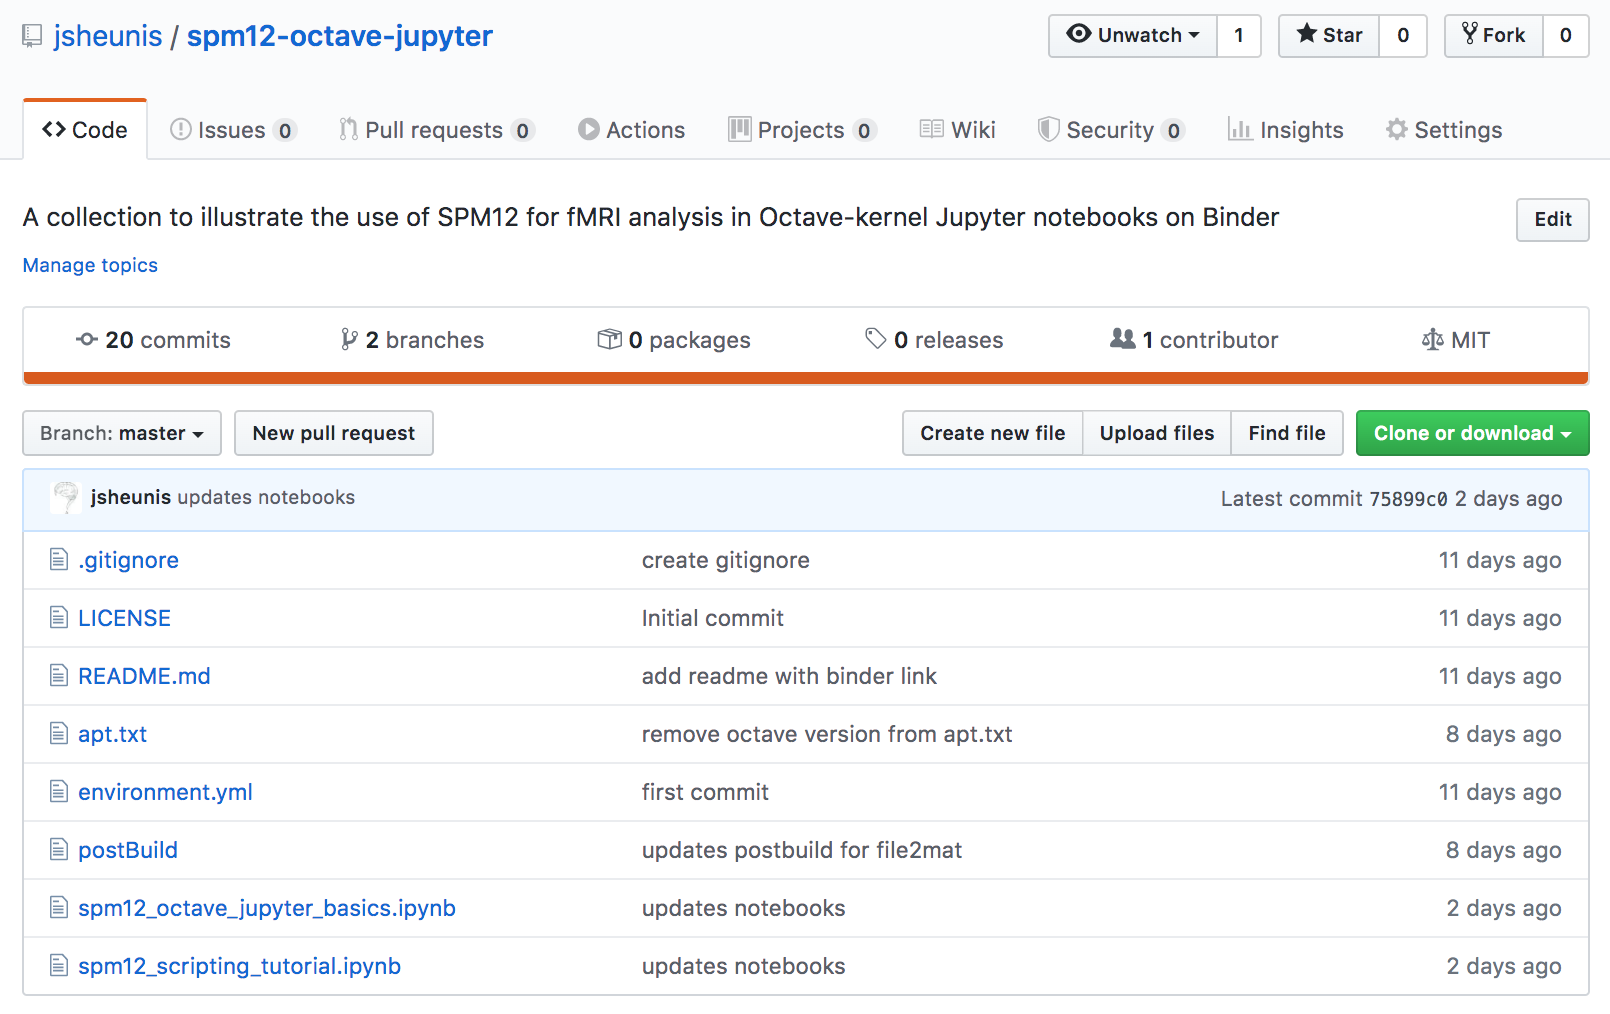 jsheunis / spm12-octave-jupyter
Unwatch 1 Star 0 Fork 0
Code Issues 0 Pull requests 0 Actions Projects 0 Wiki Security 0 Insights Settings
A collection to illustrate the use of SPM12 for fMRI analysis in Octave-kernel Jupyter notebooks on Binder Edit
Manage topics
20 commits 2 branches 0 packages 0 releases 1 contributor MIT
Branch: master New pull request Create new file Upload files Find file Clone or download
jsheunis updates notebooks Latest commit 75899c0 2 days ago
.gitignore create gitignore 11 days ago
LICENSE Initial commit 11 days ago
README.md add readme with binder link 11 days ago
apt.txt remove octave version from apt.txt 8 days ago
environment.yml first commit 11 days ago
postBuild updates postbuild for file2mat 8 days ago
spm12_octave_jupyter_basics.ipynb updates notebooks 2 days ago
spm12_scripting_tutorial.ipynb updates notebooks 2 days ago